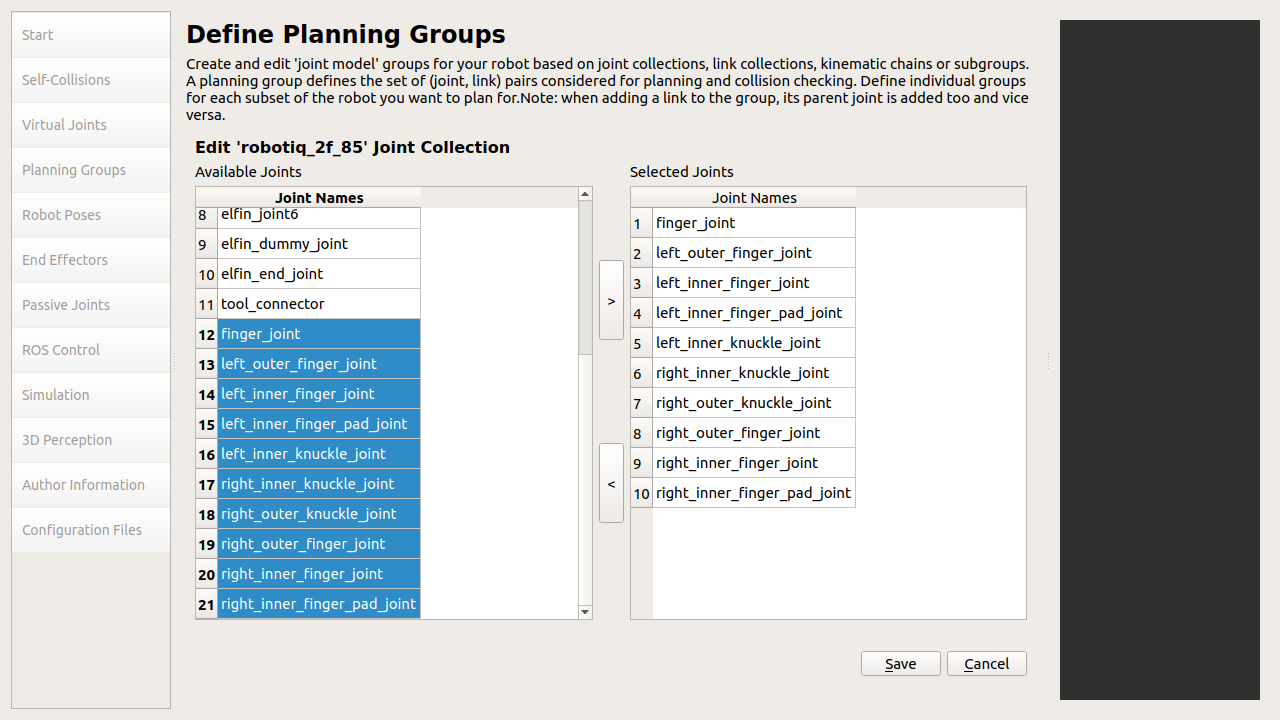 Start
Self-Collisions
Virtual Joints
Planning Groups
Robot Poses
End Effectors
Passive Joints
ROS Control
Simulation
3D Perception
Author Information
Configuration Files
Define Planning Groups
Create and edit 'joint model' groups for your robot based on joint collections, link collections, kinematic chains or subgroups.
A planning group defines the set of (joint, link) pairs considered for planning and collision checking. Define individual groups
for each subset of the robot you want to plan for.Note: when adding a link to the group, its parent joint is added too and vice
versa.
Edit 'robotiq_2f_85' Joint Collection
Available Joints
Joint Names
8 elfin_joint6
9 elfin_dummy_joint
10 elfin_end_joint
11 tool_connector
12 finger_joint
13 left_outer_finger_joint
14 left_inner_finger_joint
15 left_inner_finger_pad_joint
16 left_inner_knuckle_joint
17 right_inner_knuckle_joint
18 right_outer_knuckle_joint
19 right_outer_finger_joint
20 right_inner_finger_joint
21 right_inner_finger_pad_joint
>
<
Selected Joints
Joint Names
1 finger_joint
2 left_outer_finger_joint
3 left_inner_finger_joint
4 left_inner_finger_pad_joint
5 left_inner_knuckle_joint
6 right_inner_knuckle_joint
7 right_outer_knuckle_joint
8 right_outer_finger_joint
9 right_inner_finger_joint
10 right_inner_finger_pad_joint
Save Cancel